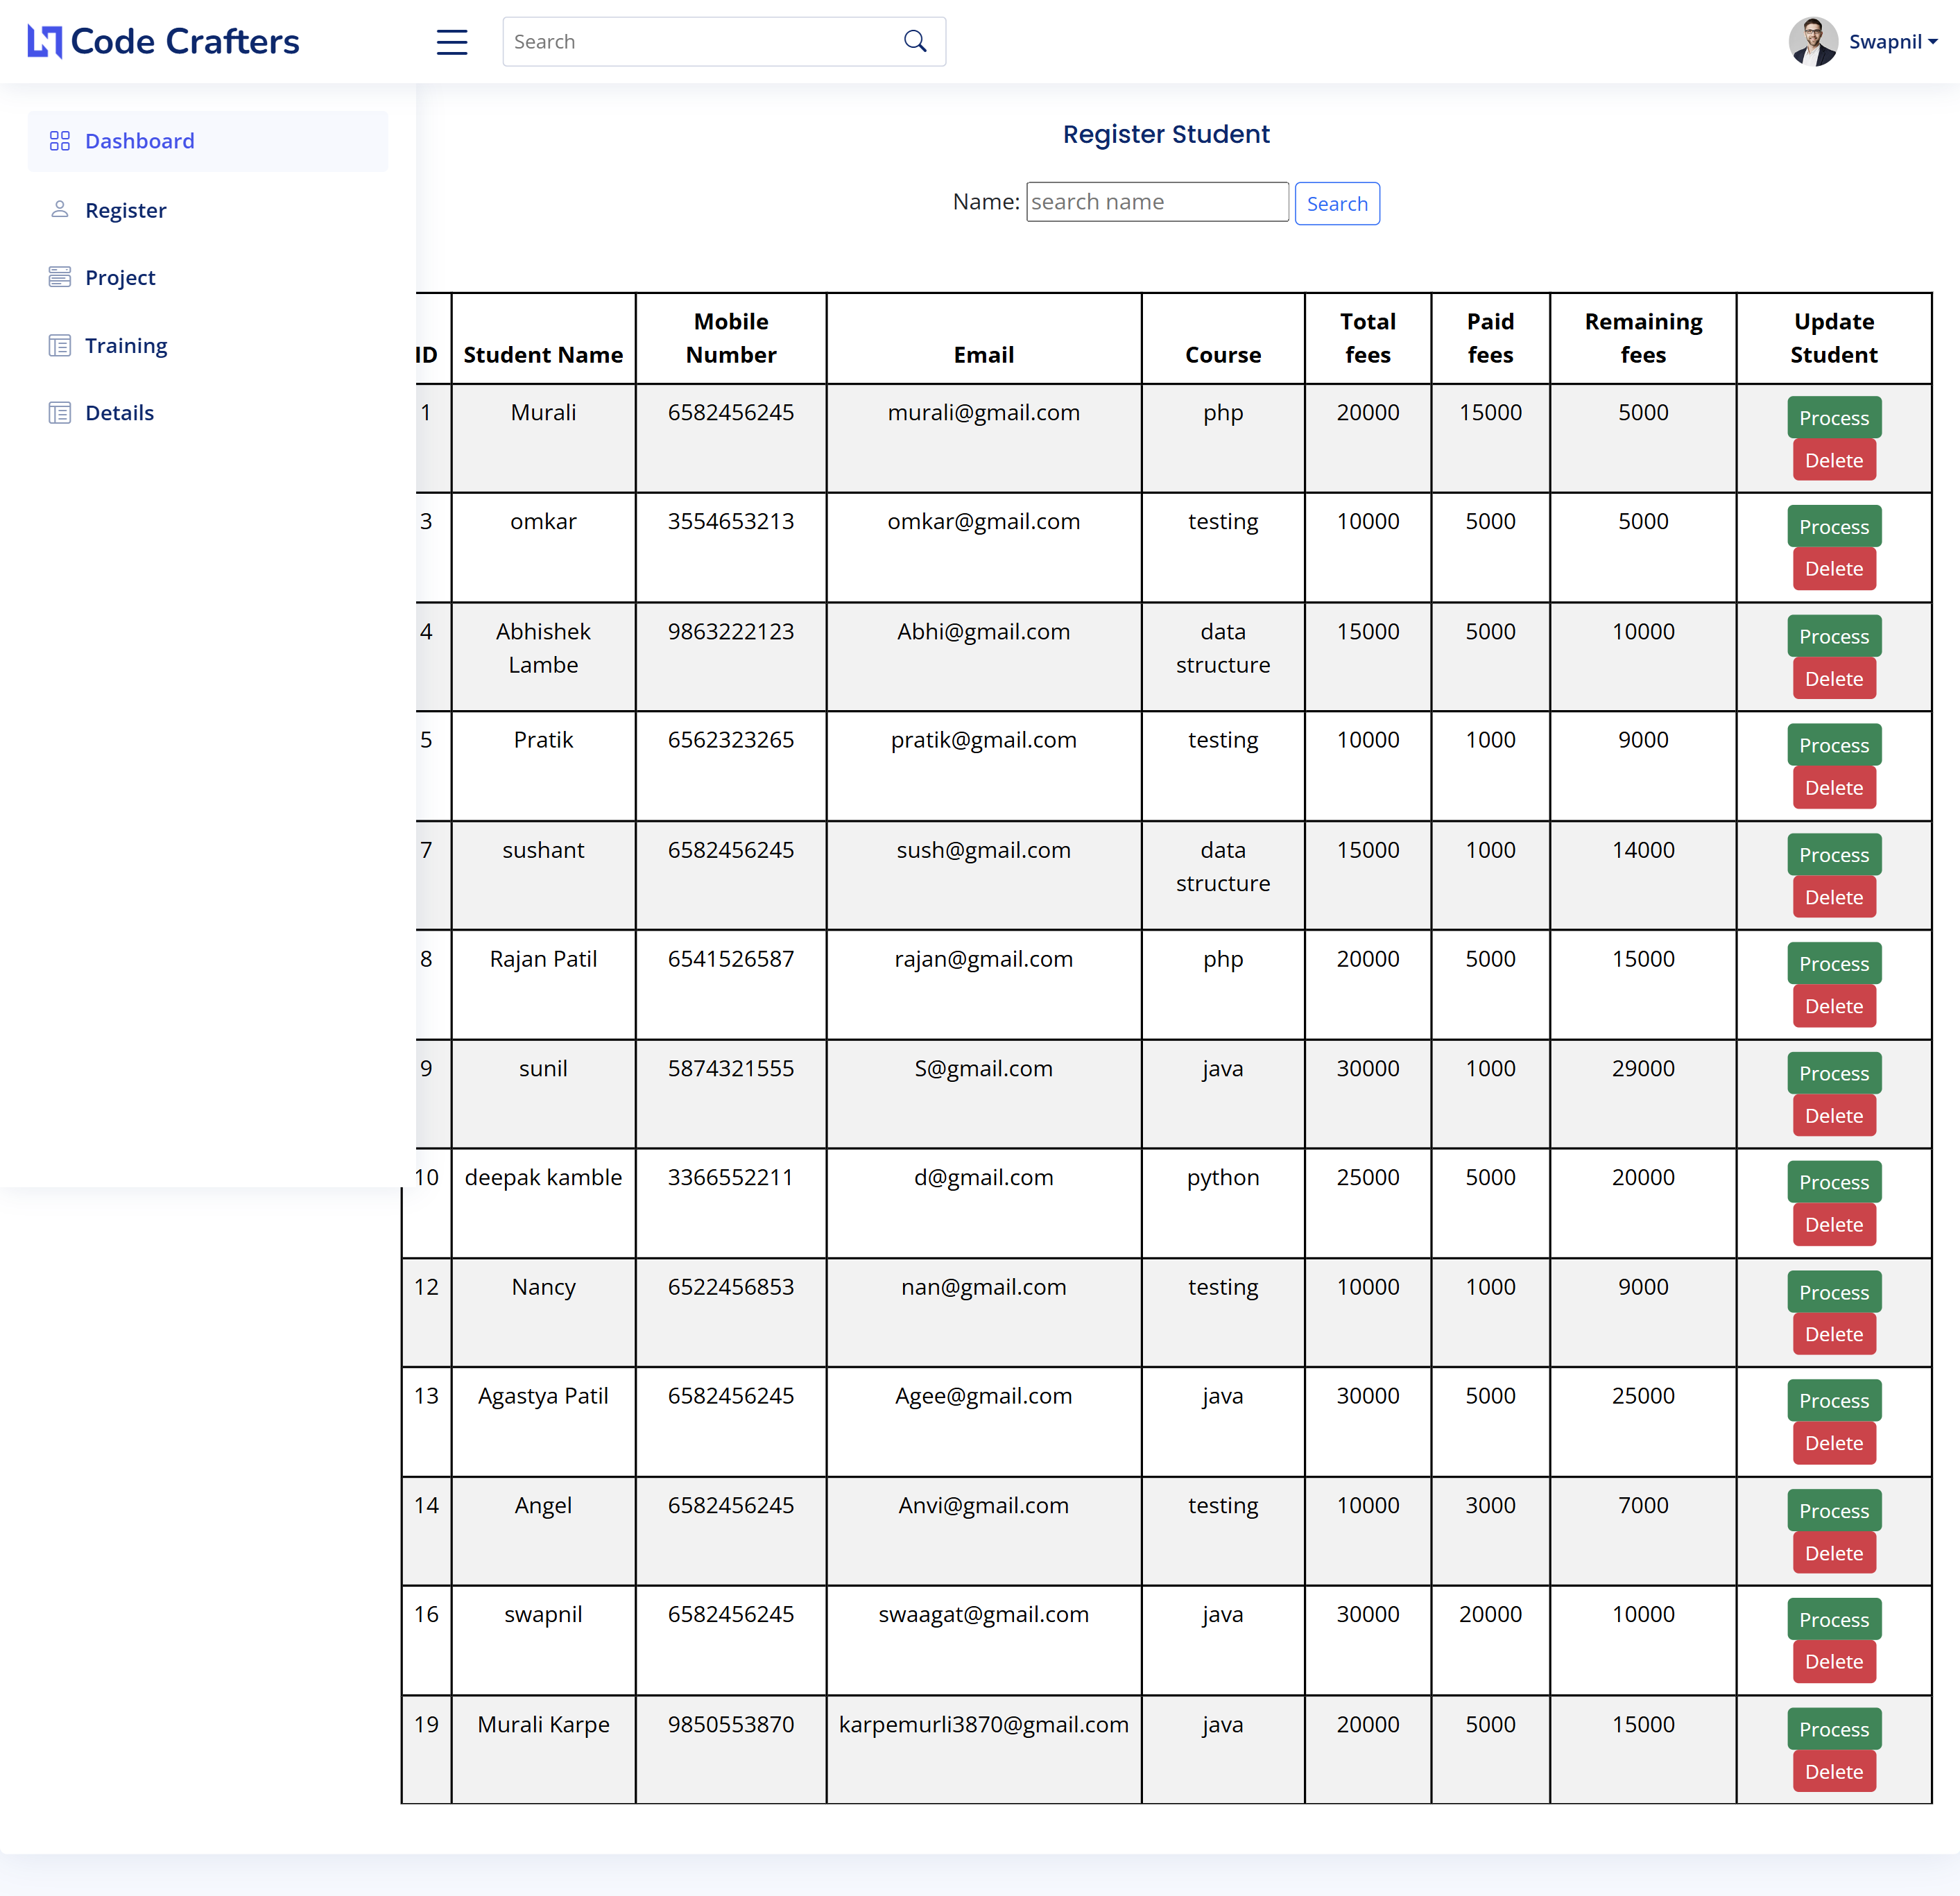 Code Crafters
Search
Swapnil
Dashboard
Register
Project
Training
Details
Register Student
Name: search name Search
ID Student Name Mobile Number Email Course Total fees Paid fees Remaining fees Update Student
1 Murali 6582456245 murali@gmail.com php 20000 15000 5000 Process Delete
3 omkar 3554653213 omkar@gmail.com testing 10000 5000 5000 Process Delete
4 Abhishek Lambe 9863222123 Abhi@gmail.com data structure 15000 5000 10000 Process Delete
5 Pratik 6562323265 pratik@gmail.com testing 10000 1000 9000 Process Delete
7 sushant 6582456245 sush@gmail.com data structure 15000 1000 14000 Process Delete
8 Rajan Patil 6541526587 rajan@gmail.com php 20000 5000 15000 Process Delete
9 sunil 5874321555 S@gmail.com java 30000 1000 29000 Process Delete
10 deepak kamble 3366552211 d@gmail.com python 25000 5000 20000 Process Delete
12 Nancy 6522456853 nan@gmail.com testing 10000 1000 9000 Process Delete
13 Agastya Patil 6582456245 Agee@gmail.com java 30000 5000 25000 Process Delete
14 Angel 6582456245 Anvi@gmail.com testing 10000 3000 7000 Process Delete
16 swapnil 6582456245 swaagat@gmail.com java 30000 20000 10000 Process Delete
19 Murali Karpe 9850553870 karpemurli3870@gmail.com java 20000 5000 15000 Process Delete